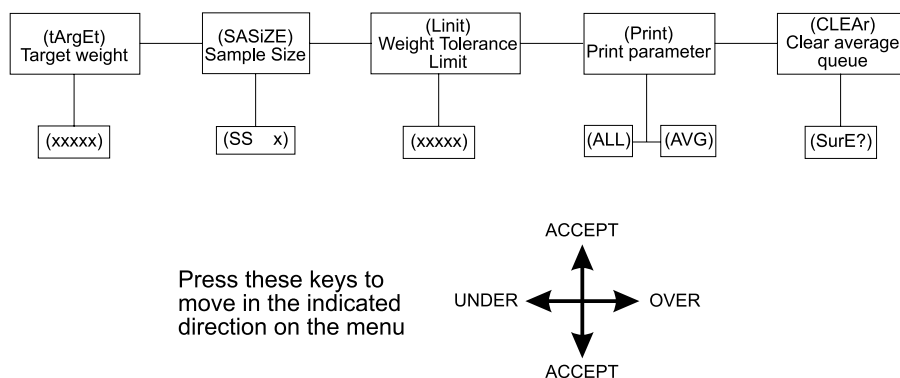 (tArgEt)
Target weight
(SASiZE)
Sample Size
(Linit)
Weight Tolerance
Limit
(Print)
Print parameter
(CLEAr)
Clear average
queue
(xxxxx)
(SS x)
(xxxxx)
(ALL)
(AVG)
(SurE?)
Press these keys to
move in the indicated
direction on the menu
ACCEPT
UNDER
OVER
ACCEPT